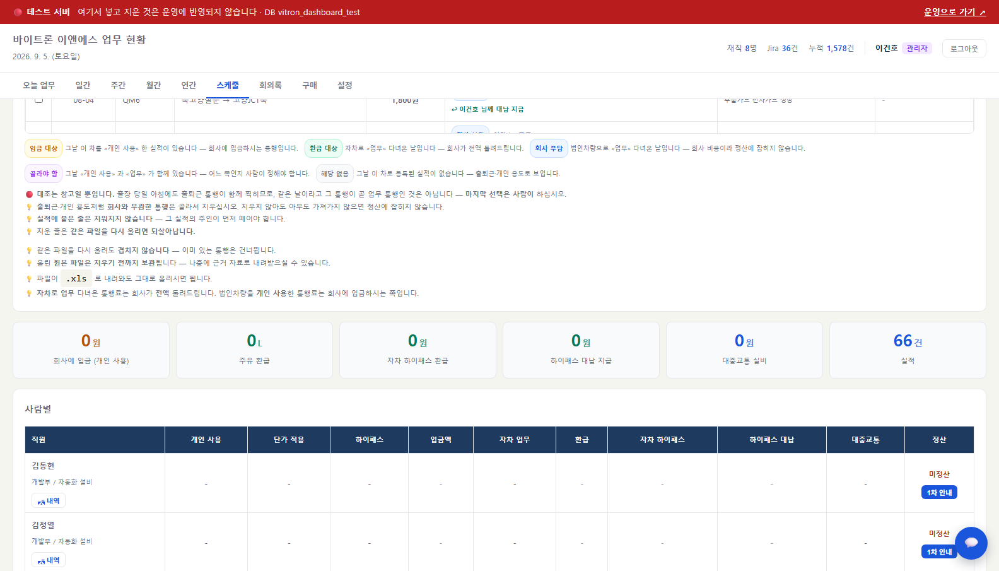 테스트 서버 여기서 넣고 지운 것은 운영에 반영되지 않습니다 · DB vitron_dashboard_test
운영으로 가기 ↗
바이트론 이앤에스 업무 현황
2026. 9. 5. (토요일)
재직 8명 Jira 36건 누적 1,578건 이건호 관리자 로그아웃
오늘 업무 일간 주간 월간 연간 스케줄 회의록 구매 설정
08-04 QM6 1,800원
↩ 이건호 님께 대납 지급
입금 대상 그날 이 차를 «개인 사용» 한 실적이 있습니다 — 회사에 입금하시는 통행입니다. 환급 대상 자차로 «업무» 다녀온 날입니다 — 회사가 전액 돌려드립니다. 회사 부담 법인차량으로 «업무» 다녀온 날입니다 — 회사 비용이라 정산에 잡히지 않습니다.
골라야 함 그날 «개인 사용» 과 «업무» 가 함께 있습니다 — 어느 쪽인지 사람이 정해야 합니다. 해당 없음 그날 이 차로 등록된 실적이 없습니다 — 출퇴근·개인 용도로 보입니다.
대조는 참고일 뿐입니다. 출장 당일 아침에도 출퇴근 통행이 함께 찍히므로, 같은 날이라고 그 통행이 곧 업무 통행인 것은 아닙니다 — 마지막 선택은 사람이 하십시오.
출퇴근·개인 용도처럼 회사와 무관한 통행은 골라서 지우십시오. 지우지 않아도 아무도 가져가지 않으면 정산에 잡히지 않습니다.
실적에 붙은 줄은 지워지지 않습니다 — 그 실적의 주인이 먼저 떼어야 합니다.
지운 줄은 같은 파일을 다시 올리면 되살아납니다.
같은 파일을 다시 올려도 겹치지 않습니다 — 이미 있는 통행은 건너뜁니다.
올린 원본 파일은 지우기 전까지 보관됩니다 — 나중에 근거 자료로 내려받으실 수 있습니다.
파일이 .xls 로 내려와도 그대로 올리시면 됩니다.
자차로 업무 다녀온 통행료는 회사가 전액 돌려드립니다. 법인차량을 개인 사용한 통행료는 회사에 입금하시는 쪽입니다.
0원 0L 0원 0원 0원 66건
회사에 입금 (개인 사용) 주유 환급 자차 하이패스 환급 하이패스 대납 지급 대중교통 실비 실적
사람별
직원 개인 사용 단가 적용 하이패스 입금액 자차 업무 환급 자차 하이패스 하이패스 대납 대중교통 정산
김동현
개발부 / 자동화 설비
내역
- - - - - - - - -
미정산
1차 안내
김정열
개발부 / 자동화 설비
내역
- - - - - - - - -
미정산
1차 안내